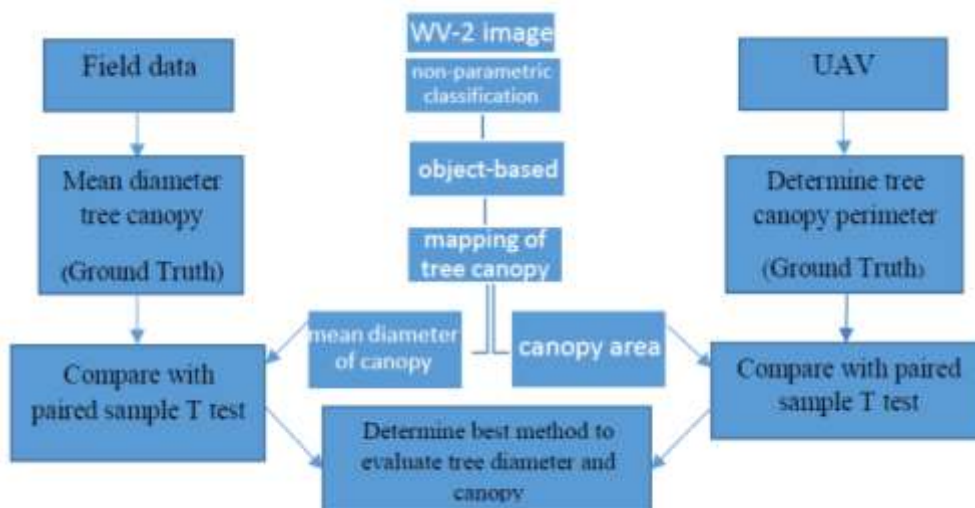 Field data
Mean diameter
tree canopy
(Ground Truth)
Compare with
paired sample T test
WV-2 image
non-parametric
classification
object-based
mapping of
tree canopy
mean diameter
of canopy
canopy area
UAV
Determine tree
canopy perimeter
(Ground Truth)
Compare with paired
sample T test
Determine best method to
evaluate tree diameter and
canopy